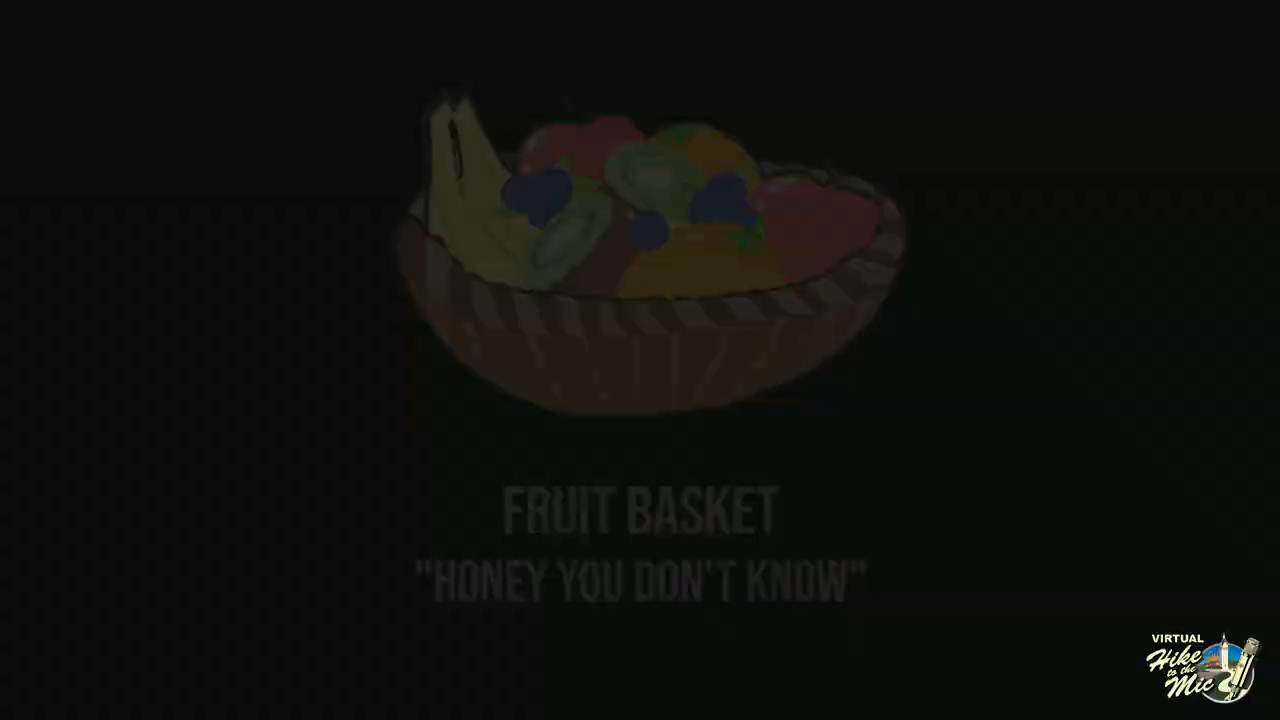 FRUIT BASKET
"HONEY YOU DON'T KNOW"
VIRTUAL
Hike
to the
Mic